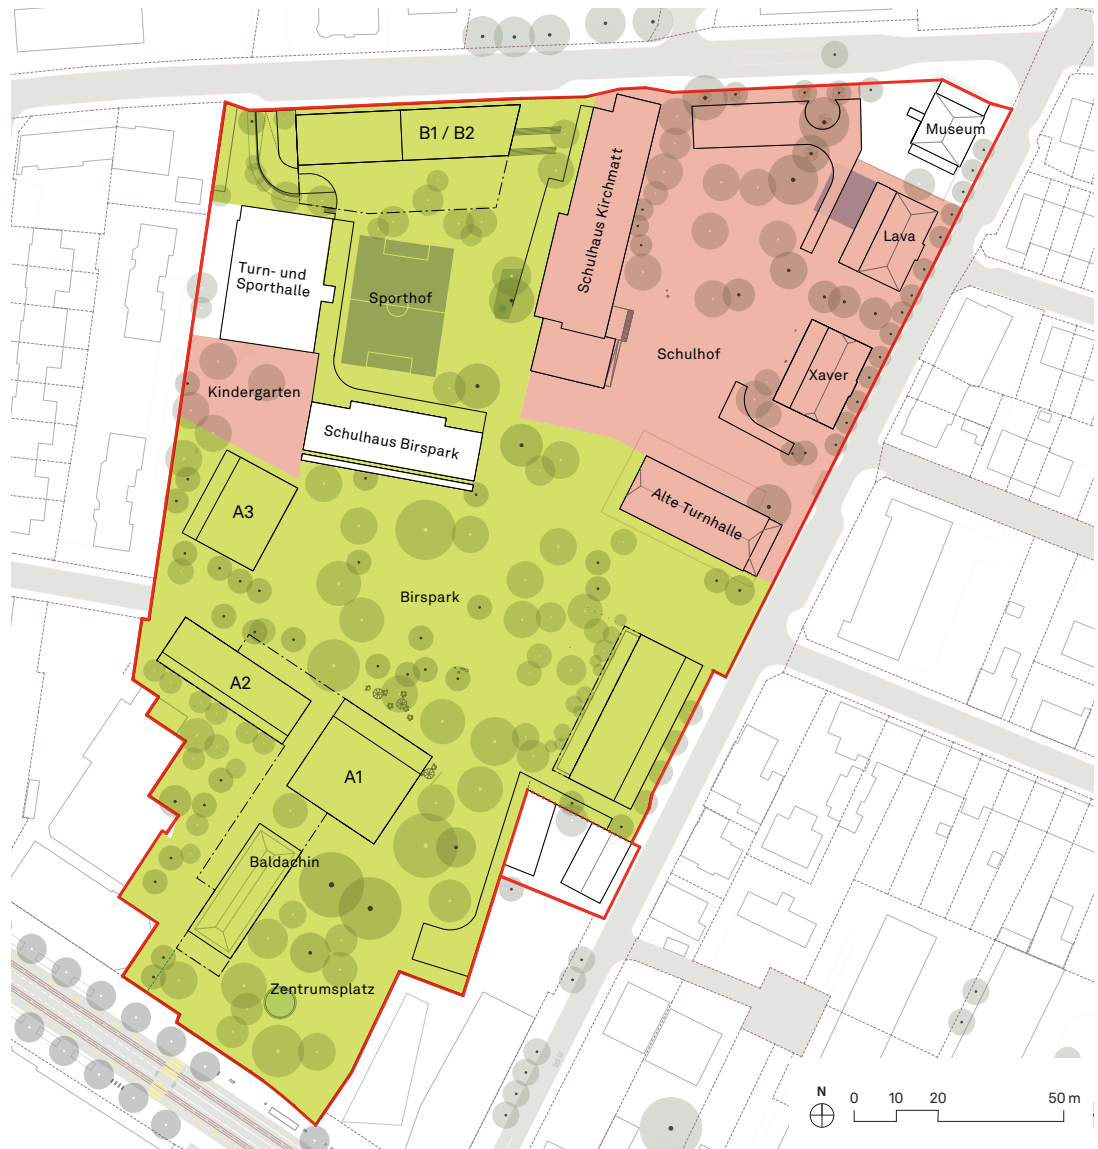 B1 / B2
Museum
Schulhaus Kirchmatt
Lava
Turn- und
Sporthalle
Sporthof
Schulhof
Kindergarten
Xaver
Schulhaus Birspark
A3
Alte Turnhalle
Birspark
A2
A1
Baldachin
Zentrumsplatz
N
0 10 20 50 m